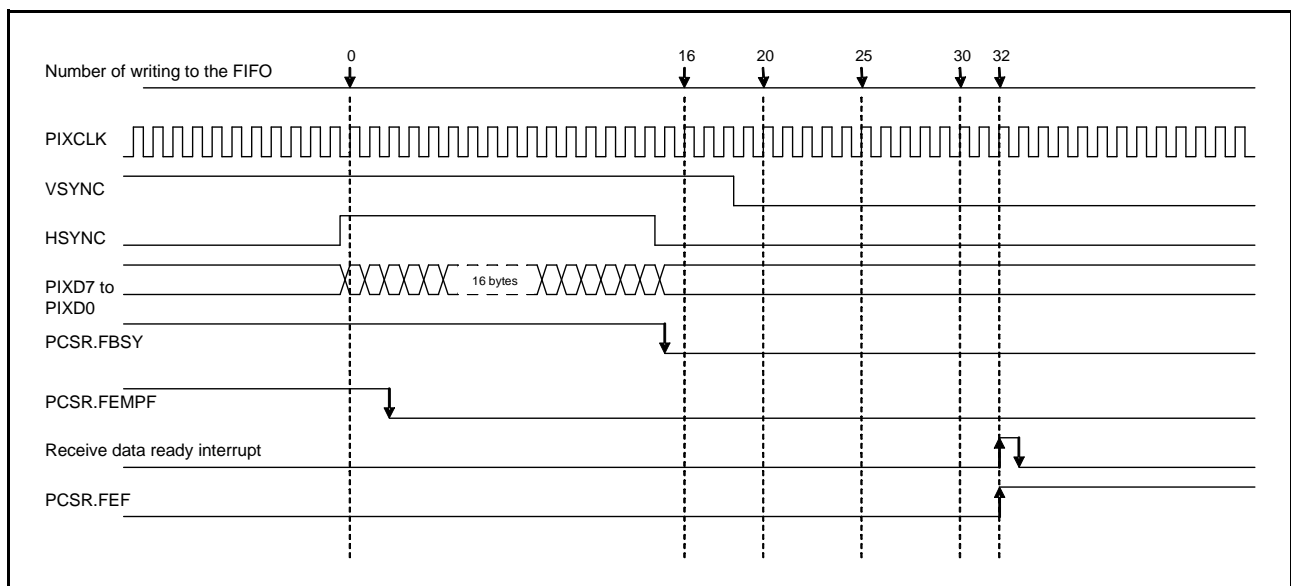 0 16 20 25 30 32
Number of writing to the FIFO
PIXCLK
VSYNC
HSYNC
PIXD7 to
PIXD0
16 bytes
PCSR.FBSY
PCSR.FEMPF
Receive data ready interrupt
PCSR.FEF